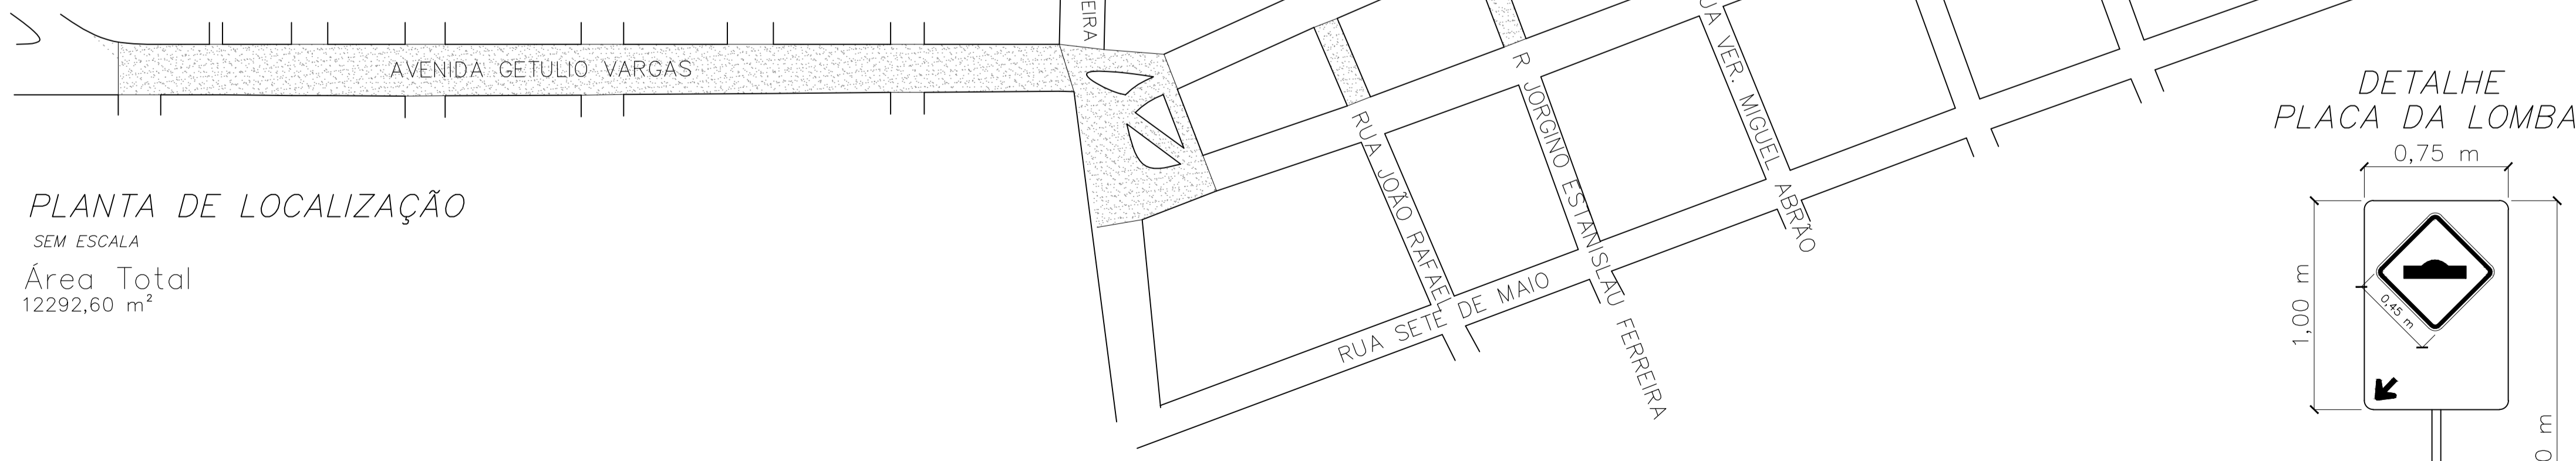 EIRA
AVENIDA GETULIO VARGAS
PLANTA DE LOCALIZAÇÃO
SEM ESCALA
Área Total
12292,60 m²
RUA JOÃO RAFAEL
R JORGINO ESTANISLAU FERREIRA
UA VER. MIGUEL ABRÃO
RUA SETE DE MAIO
DETALHE
PLACA DA LOMBA
0,75 m
1,00 m
0,45 m
0 m